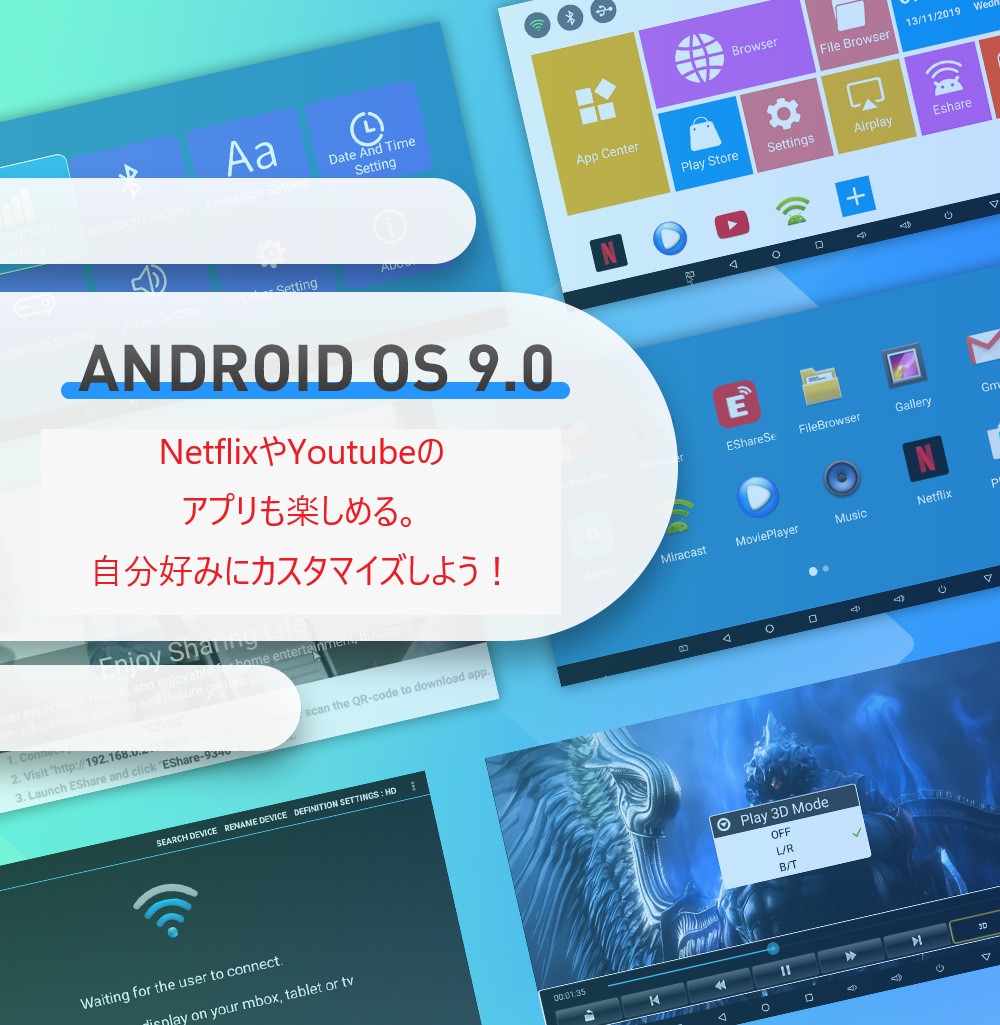 13/11/2019
Browser
File Browser
App Center
Play Store
Settings
Airplay
Eshare
Aa
Date And Time
Setting
Bluetooth Setting
Language Setting
Audio Setting
Other Setting
About
ANDROID OS 9.0
NetflixやYoutubeの
アプリも楽しめる。
自分好みにカスタマイズしよう！
FileBrowser
Gallery
Miracast
MoviePlayer
Music
Netflix
Enjoy Sharing Life
scan the QR-code to download app.
1. Connect
2. Visit "http://192.168.0.
3. Launch EShare and click "EShare-9340
SEARCH DEVICE RENAME DEVICE DEFINITION SETTINGS : HD
Waiting for the user to connect.
display on your mbox, tablet or tv
Play 3D Mode
OFF
L/R
B/T
00:01:35
3D